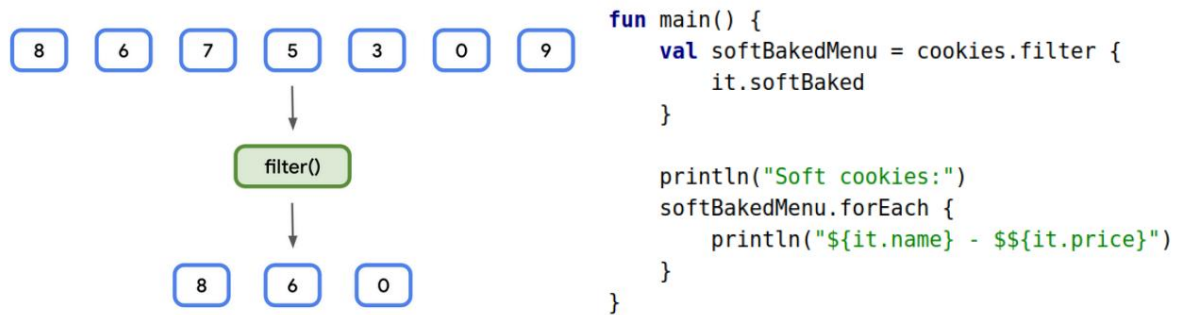 8 6 7 5 3 0 9
filter()
8 6 0
fun main() {
    val softBakedMenu = cookies.filter {
        it.softBaked
    }

    println("Soft cookies:")
    softBakedMenu.forEach {
        println("${it.name} - $${it.price}")
    }
}